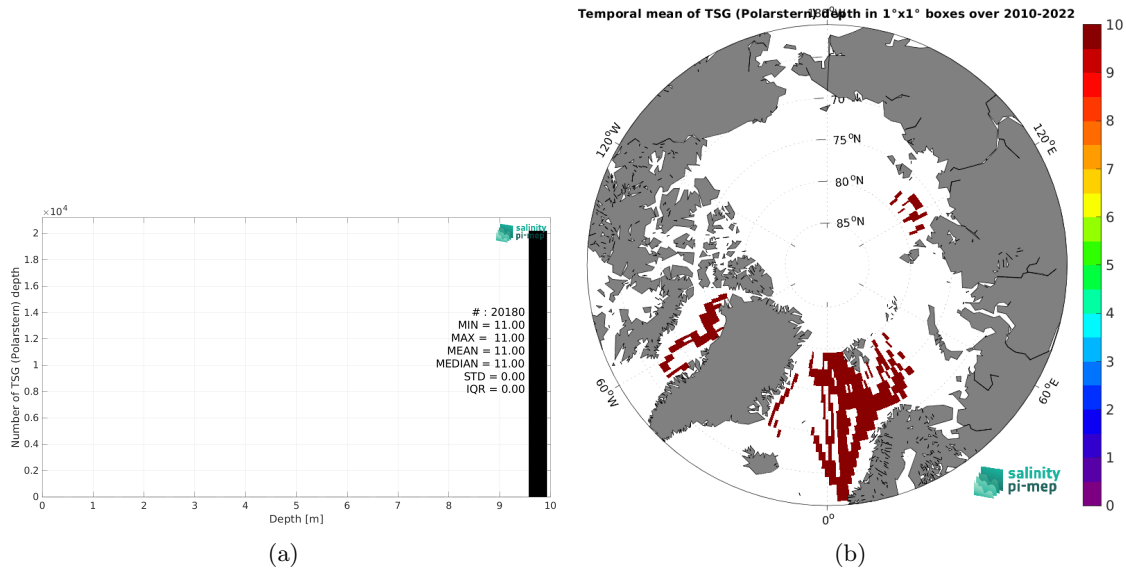 ×10⁴
2
1.8
1.6
1.4
1.2
1
0.8
0.6
0.4
0.2
0
Number of TSG (Polarstern) depth
salinity
pi-mep
# : 20180
MIN = 11.00
MAX = 11.00
MEAN = 11.00
MEDIAN = 11.00
STD = 0.00
IQR = 0.00
0 1 2 3 4 5 6 7 8 9 10
Depth [m]
(a)
Temporal mean of TSG (Polarstern) depth in 1°x1° boxes over 2010-2022
180°W
120°W
120°E
70
75°N
80°N
85°N
60°W
60°E
0°
salinity
pi-mep
10
9
8
7
6
5
4
3
2
1
0
(b)